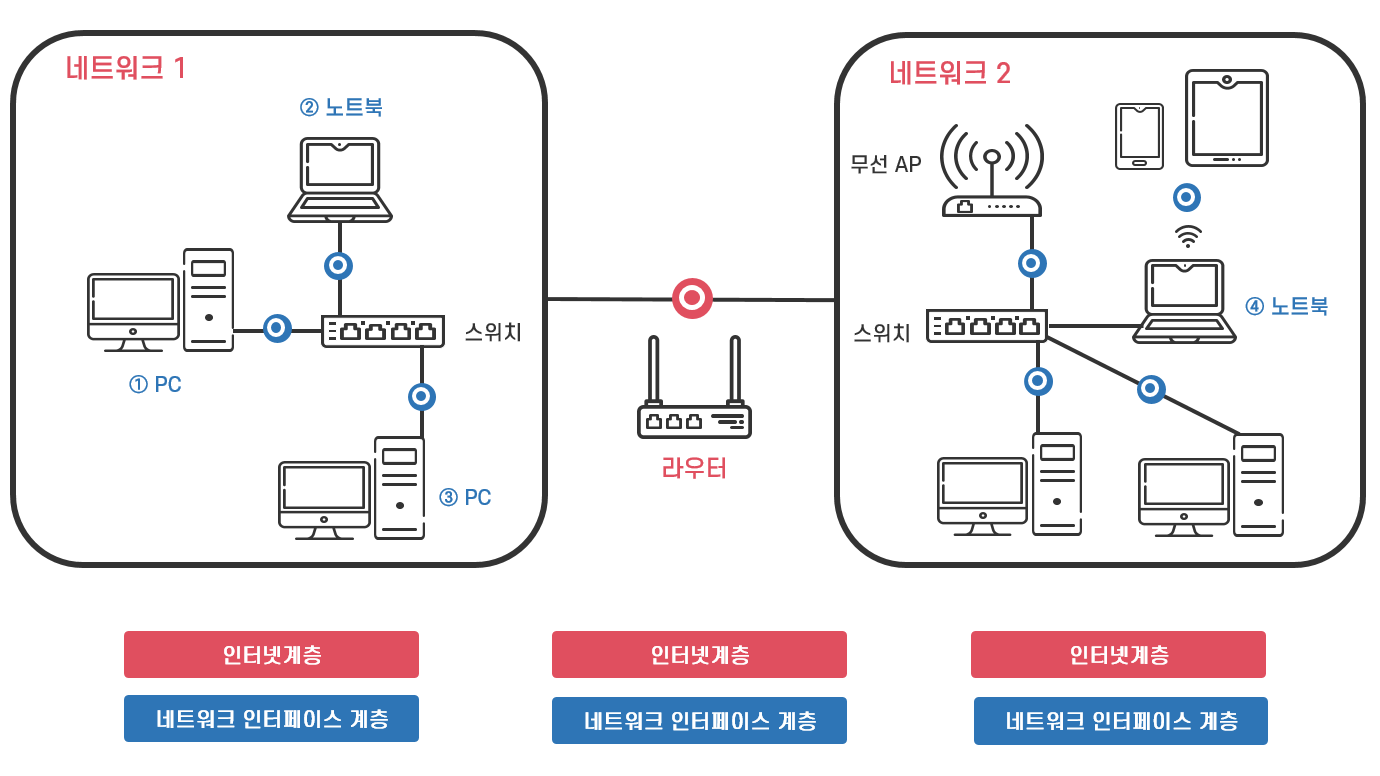 네트워크 1
② 노트북
① PC
스위치
③ PC
라우터
네트워크 2
무선 AP
스위치
④ 노트북
인터넷계층
인터넷계층
인터넷계층
네트워크 인터페이스 계층
네트워크 인터페이스 계층
네트워크 인터페이스 계층